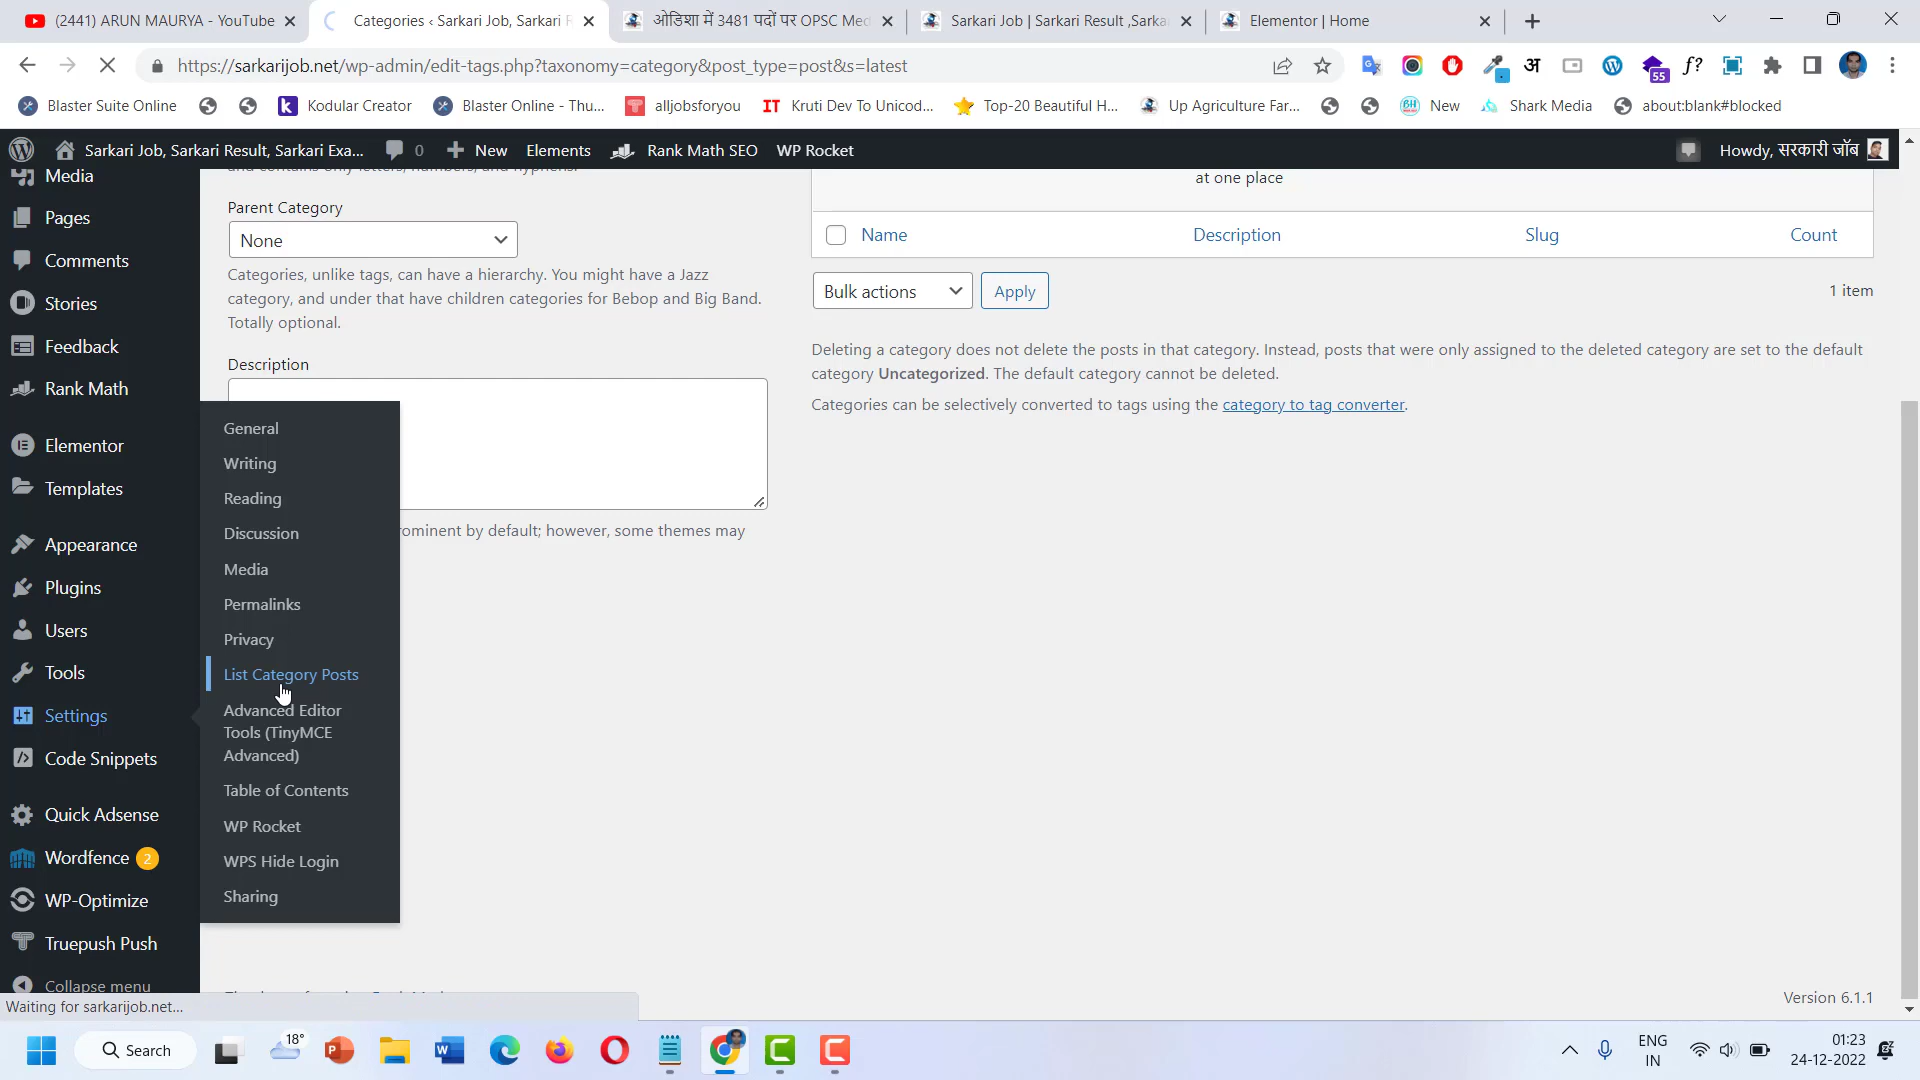 (2441) ARUN MAURYA - YouTube
Categories ‹ Sarkari Job, Sarkari R
ओडिशा में 3481 पदों पर OPSC Med
Sarkari Job | Sarkari Result ,Sarka
Elementor | Home
https://sarkarijob.net/wp-admin/edit-tags.php?taxonomy=category&post_type=post&s=latest
अ
55
f?
Blaster Suite Online
Kodular Creator
Blaster Online - Thu...
alljobsforyou
IT Kruti Dev To Unicod...
Top-20 Beautiful H...
Up Agriculture Far...
BH New
Shark Media
about:blank#blocked
Sarkari Job, Sarkari Result, Sarkari Exa...
0
New
Elements
Rank Math SEO
WP Rocket
Howdy, सरकारी जॉब
Media
Pages
Comments
Stories
Feedback
Rank Math
Elementor
Templates
Appearance
Plugins
Users
Tools
Settings
Code Snippets
Quick Adsense
Wordfence 2
WP-Optimize
Truepush Push
Collapse menu
General
Writing
Reading
Discussion
Media
Permalinks
Privacy
List Category Posts
Advanced Editor
Tools (TinyMCE
Advanced)
Table of Contents
WP Rocket
WPS Hide Login
Sharing
and contains only letters, numbers, and hyphens.
Parent Category
None
Categories, unlike tags, can have a hierarchy. You might have a Jazz
category, and under that have children categories for Bebop and Big Band.
Totally optional.
Description
ominent by default; however, some themes may
at one place
Name
Description
Slug
Count
Bulk actions
Apply
1 item
Deleting a category does not delete the posts in that category. Instead, posts that were only assigned to the deleted category are set to the default
category Uncategorized. The default category cannot be deleted.
Categories can be selectively converted to tags using the category to tag converter.
Version 6.1.1
Waiting for sarkarijob.net...
Search
18°
ENG
IN
01:23
24-12-2022